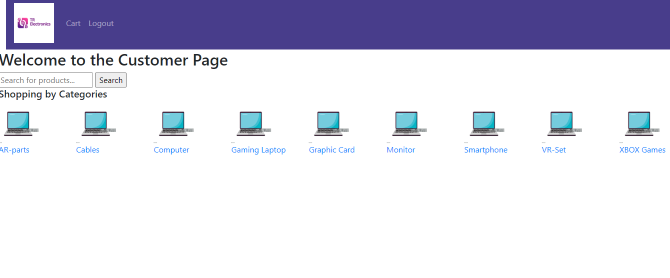 TR
Electronics
Cart Logout
Welcome to the Customer Page
Search for products... Search
Shopping by Categories
AR-parts Cables Computer Gaming Laptop Graphic Card Monitor Smartphone VR-Set XBOX Games